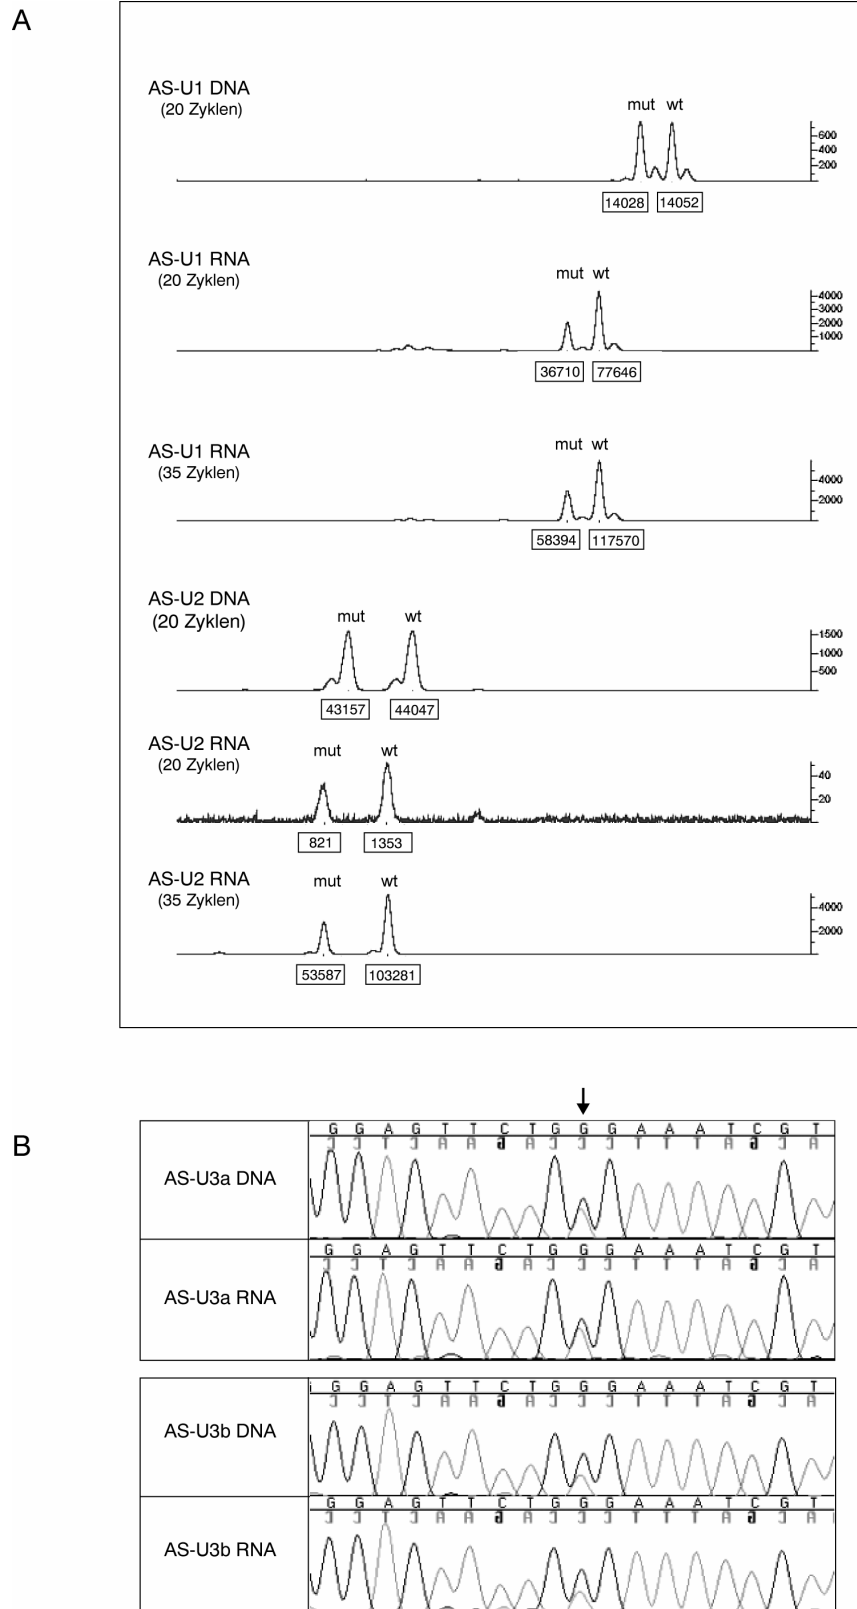 A
AS-U1 DNA
(20 Zyklen)
mut wt
600
400
200
14028 14052
AS-U1 RNA
(20 Zyklen)
mut wt
4000
3000
2000
1000
36710 77646
AS-U1 RNA
(35 Zyklen)
mut wt
4000
2000
58394 117570
AS-U2 DNA
(20 Zyklen)
mut wt
1500
1000
500
43157 44047
AS-U2 RNA
(20 Zyklen)
mut wt
40
20
821 1353
AS-U2 RNA
(35 Zyklen)
mut wt
4000
2000
53587 103281
B
G G A G T T C T G G G A A A T C G T
AS-U3a DNA
G G A G T T C T G G G A A A T C G T
AS-U3a RNA
G G A G T T C T G G G A A A T C G T
AS-U3b DNA
G G A G T T C T G G G A A A T C G T
AS-U3b RNA